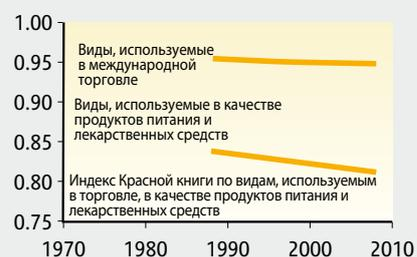 1.00
Виды, используемые
в международной
торговле
0.95
0.90
Виды, используемые в качестве
продуктов питания и
лекарственных средств
0.85
0.80
Индекс Красной книги по видам, используемым
в торговле, в качестве продуктов питания и
лекарственных средств
0.75
1970 1980 1990 2000 2010